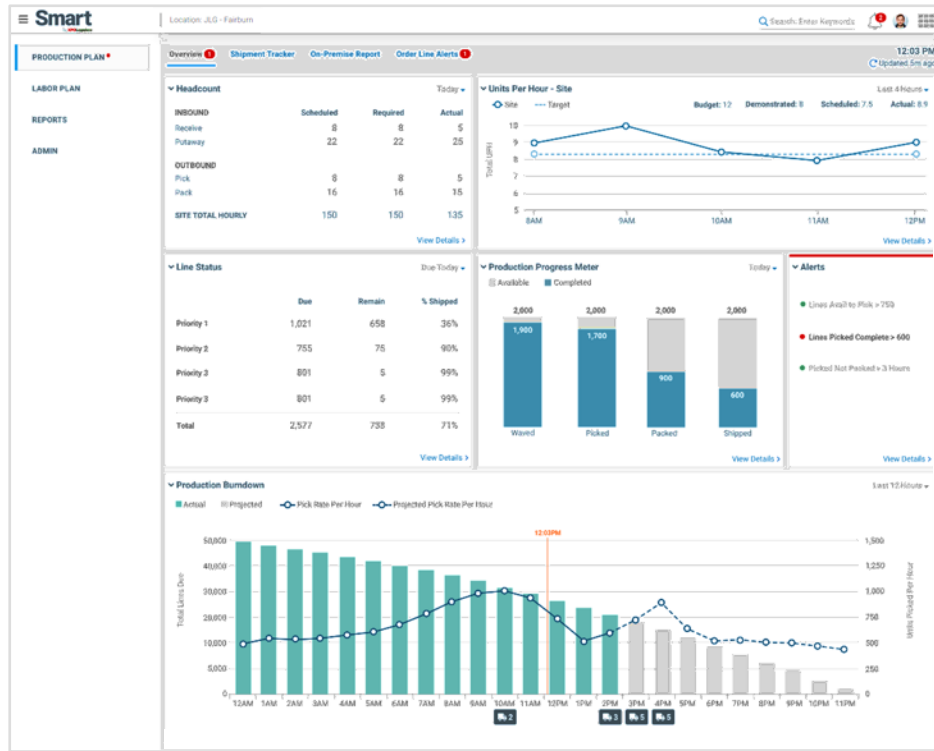 Smart
Location: JLG - Fairburn
Search: Enter Keywords
PRODUCTION PLAN
LABOR PLAN
REPORTS
ADMIN
Overview 1 Shipment Tracker On-Premise Report Order Line Alerts 1
12:03 PM
Updated 5m ago
Headcount Today
INBOUND Scheduled Required Actual
Receive 8 8 5
Putaway 22 22 25
OUTBOUND
Pick 8 8 5
Pack 16 16 15
SITE TOTAL HOURLY 150 150 135
View Details >
Units Per Hour - Site Last 4 Hours
Site Target Budget: 12 Demonstrated: 8 Scheduled: 7.5 Actual: 8.9
Total UPH
10
9
8
7
6
5
8AM 9AM 10AM 11AM 12PM
View Details >
Line Status Due Today
Due Remain % Shipped
Priority 1 1,021 658 36%
Priority 2 755 75 90%
Priority 3 801 5 99%
Priority 3 801 5 99%
Total 2,577 738 71%
View Details >
Production Progress Meter Today
Available Completed
2,000 2,000 2,000 2,000
1,900 1,700 900 600
Waved Picked Packed Shipped
View Details >
Alerts
Lines Avail to Pick > 750
Lines Picked Complete > 600
Picked Not Packed > 3 Hours
View Details >
Production Burndown Last 12 Hours
Actual Projected Pick Rate Per Hour Projected Pick Rate Per Hour
12:03PM
Total Lines Due
50,000
40,000
30,000
20,000
10,000
5,000
0
Units Picked Per Hour
1,500
1,250
1,000
750
500
250
0
12AM 1AM 2AM 3AM 4AM 5AM 6AM 7AM 8AM 9AM 10AM 11AM 12PM 1PM 2PM 3PM 4PM 5PM 6PM 7PM 8PM 9PM 10PM 11PM
2 3 5 5